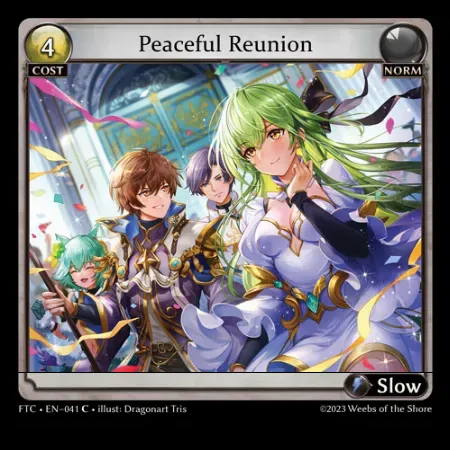 4
Peaceful Reunion
COST
NORM
Slow
FTC • EN–041 C • illust: Dragonart Tris
©2023 Weebs of the Shore